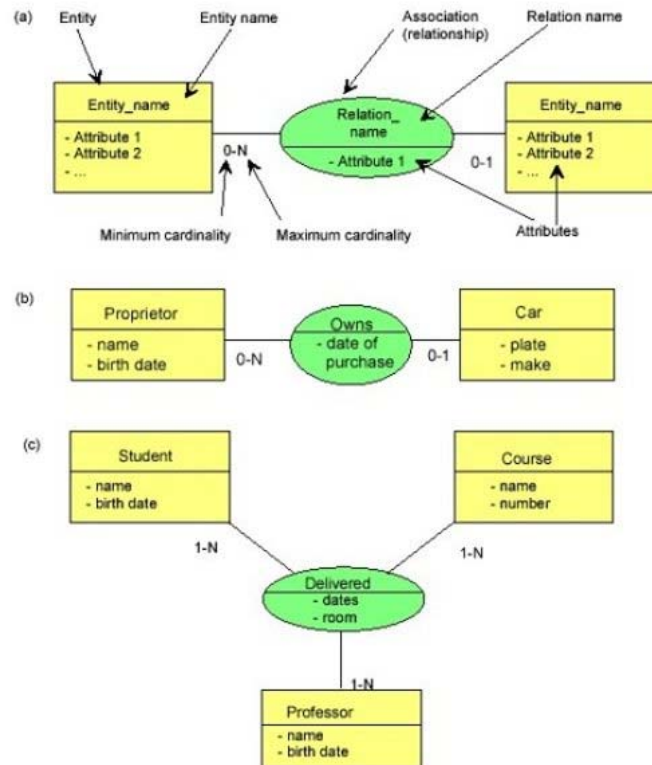 (a)
Entity
Entity name
Association
(relationship)
Relation name
Entity_name
- Attribute 1
- Attribute 2
- ...
0-N
Relation_
name
- Attribute 1
0-1
Entity_name
- Attribute 1
- Attribute 2
- ...
Minimum cardinality
Maximum cardinality
Attributes
(b)
Proprietor
- name
- birth date
0-N
Owns
- date of
purchase
0-1
Car
- plate
- make
(c)
Student
- name
- birth date
Course
- name
- number
1-N
1-N
Delivered
- dates
- room
1-N
Professor
- name
- birth date